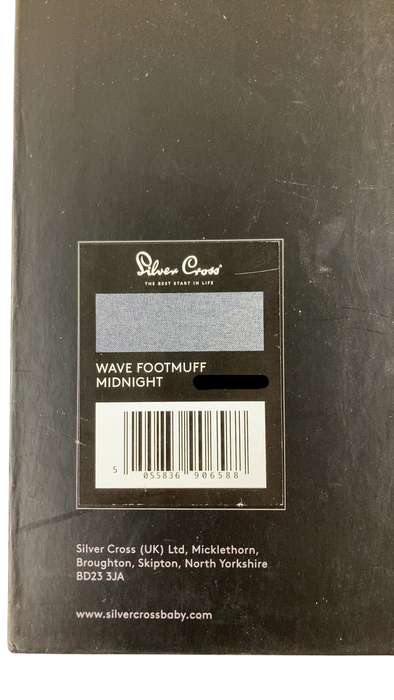 Silver Cross
THE BEST START IN LIFE
WAVE FOOTMUFF
MIDNIGHT
5 055836 906588
Silver Cross (UK) Ltd, Micklethorn,
Broughton, Skipton, North Yorkshire
BD23 3JA
www.silvercrossbaby.com